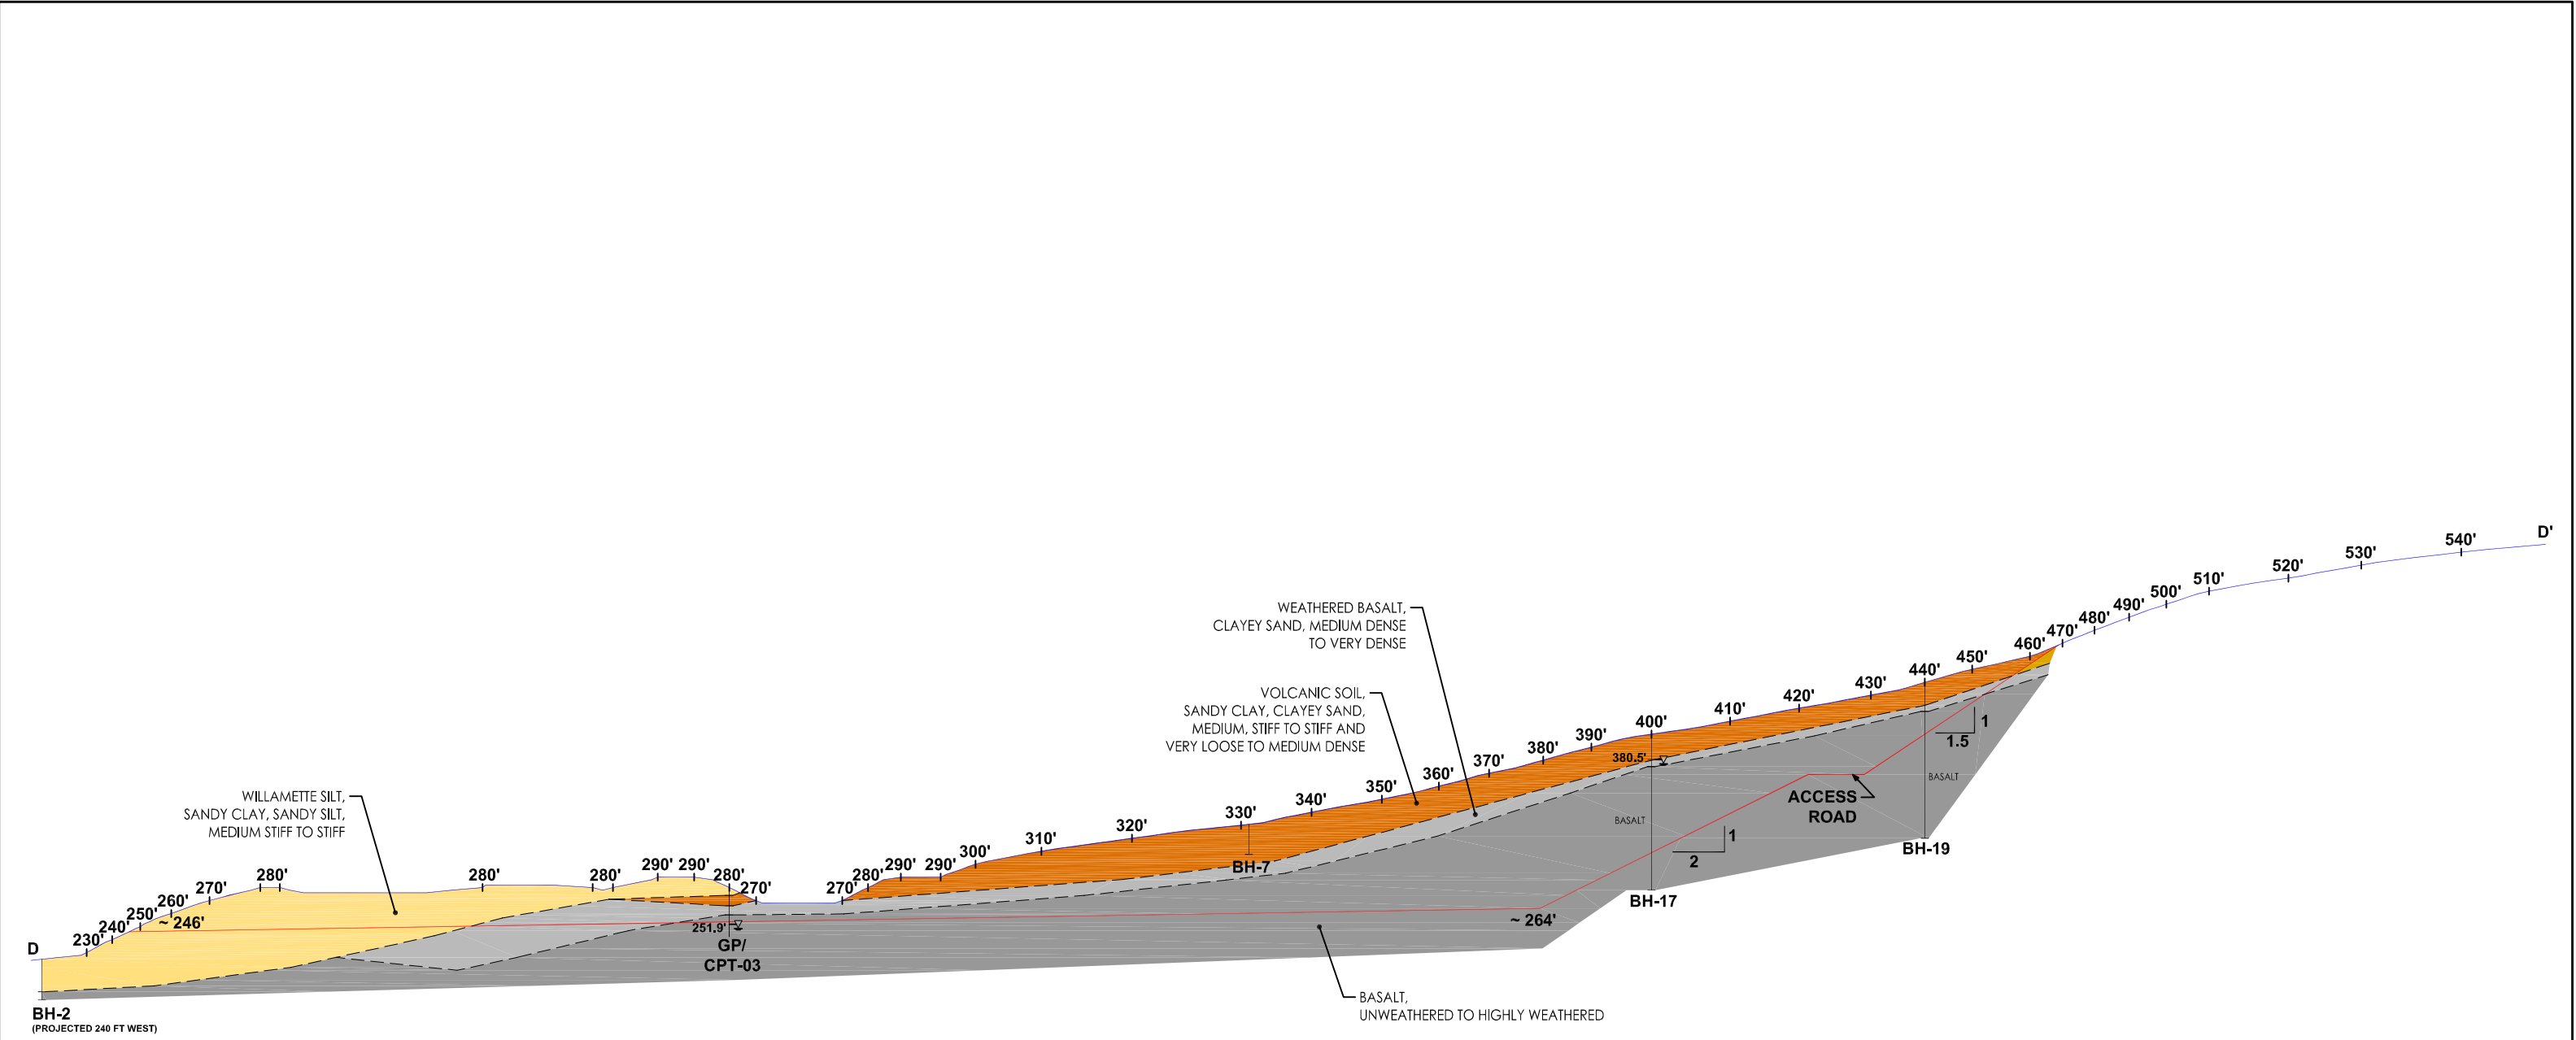 D'
540'
530'
520'
510'
500'
490'
480'
470'
460'
450'
440'
430'
420'
410'
400'
390'
380'
370'
360'
350'
340'
330'
320'
310'
300'
290'
290'
280'
270'
270'
280'
290'
290'
280'
280'
280'
270'
260'
250'
240'
230'
~ 246'
D
WEATHERED BASALT,
CLAYEY SAND, MEDIUM DENSE
TO VERY DENSE
VOLCANIC SOIL,
SANDY CLAY, CLAYEY SAND,
MEDIUM, STIFF TO STIFF AND
VERY LOOSE TO MEDIUM DENSE
WILLAMETTE SILT,
SANDY CLAY, SANDY SILT,
MEDIUM STIFF TO STIFF
380.5'
1
1.5
BASALT
ACCESS
ROAD
BASALT
1
2
BH-19
BH-7
BH-17
~ 264'
251.9'
GP/
CPT-03
BASALT,
UNWEATHERED TO HIGHLY WEATHERED
BH-2
(PROJECTED 240 FT WEST)